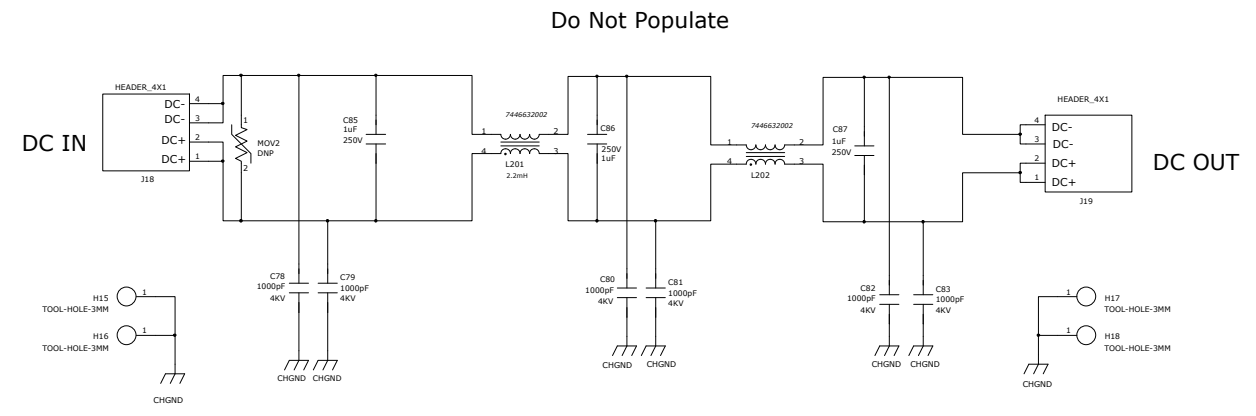 Do Not Populate
DC IN
HEADER_4X1
DC- 4
DC- 3
DC+ 2
DC+ 1
J18
1
MOV2
DNP
2
C85
1uF
250V
7446632002
1 2
4 3
L201
2.2mH
C86
250V
1uF
7446632002
1 2
4 3
L202
C87
1uF
250V
HEADER_4X1
4 DC-
3 DC-
2 DC+
1 DC+
J19
DC OUT
C78
1000pF
4KV
C79
1000pF
4KV
C80
1000pF
4KV
C81
1000pF
4KV
C82
1000pF
4KV
C83
1000pF
4KV
H15 1
TOOL-HOLE-3MM
H16 1
TOOL-HOLE-3MM
CHGND
CHGND CHGND
CHGND CHGND
CHGND CHGND
1 H17
TOOL-HOLE-3MM
1 H18
TOOL-HOLE-3MM
CHGND